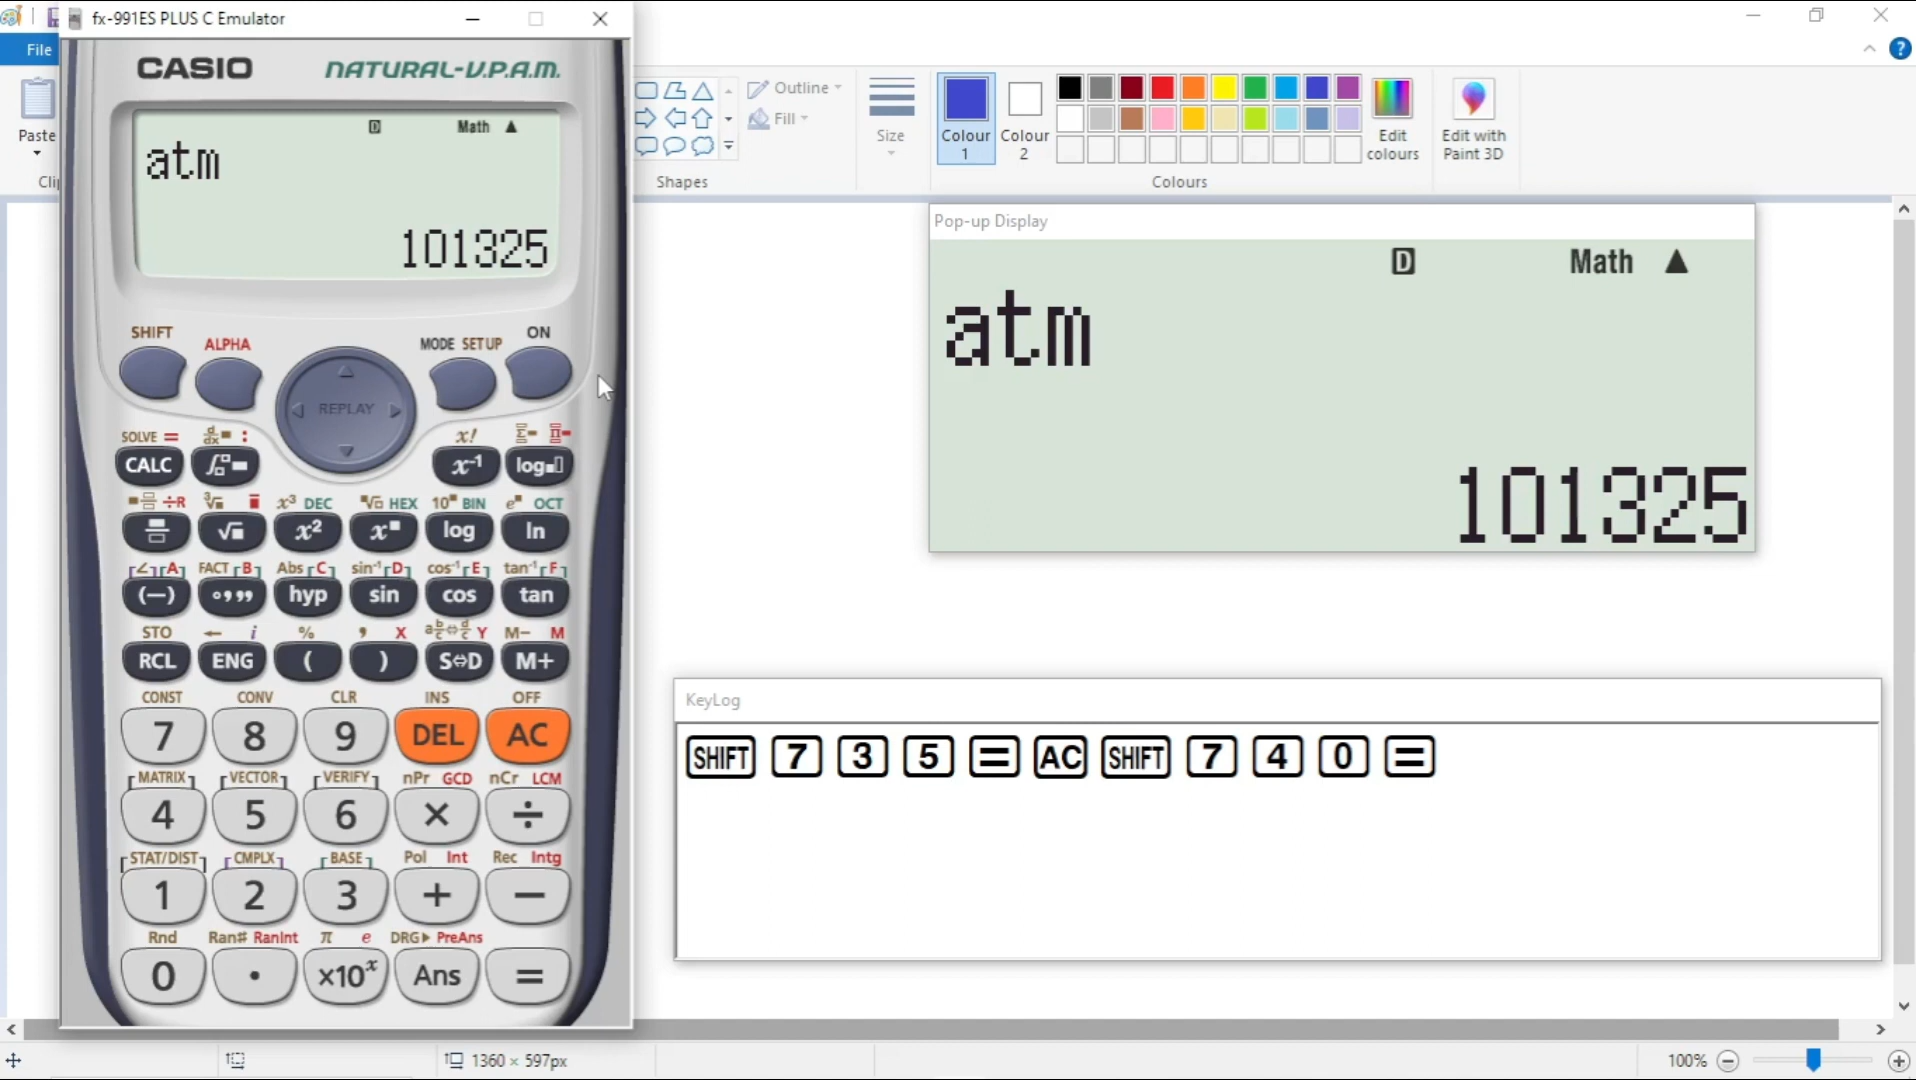 fx-991ES PLUS C Emulator
File
Paste
Clip
Shapes
Outline
Fill
Size
Colour 1
Colour 2
Edit colours
Edit with Paint 3D
Colours
CASIO
NATURAL-V.P.A.M.
D Math ▲
atm
101325
SHIFT
ALPHA
REPLAY
MODE SETUP
ON
SOLVE = d/dx : x!
CALC x⁻¹ log
÷R x³ DEC HEX 10 BIN e OCT
√ x² x log ln
∠ A FACT B Abs C sin⁻¹ D cos⁻¹ E tan⁻¹ F
(−) °,,, hyp sin cos tan
STO ← i % , X a b/c⇔d/c Y M− M
RCL ENG ( ) S⇔D M+
CONST CONV CLR INS OFF
7 8 9 DEL AC
MATRIX VECTOR VERIFY nPr GCD nCr LCM
4 5 6 × ÷
STAT/DIST CMPLX BASE Pol Int Rec Intg
1 2 3 + −
Rnd Ran# RanInt π e DRG▶ PreAns
0 . ×10ˣ Ans =
Pop-up Display
D Math ▲
atm
101325
KeyLog
SHIFT 7 3 5 = AC SHIFT 7 4 0 =
1360 × 597px
100%